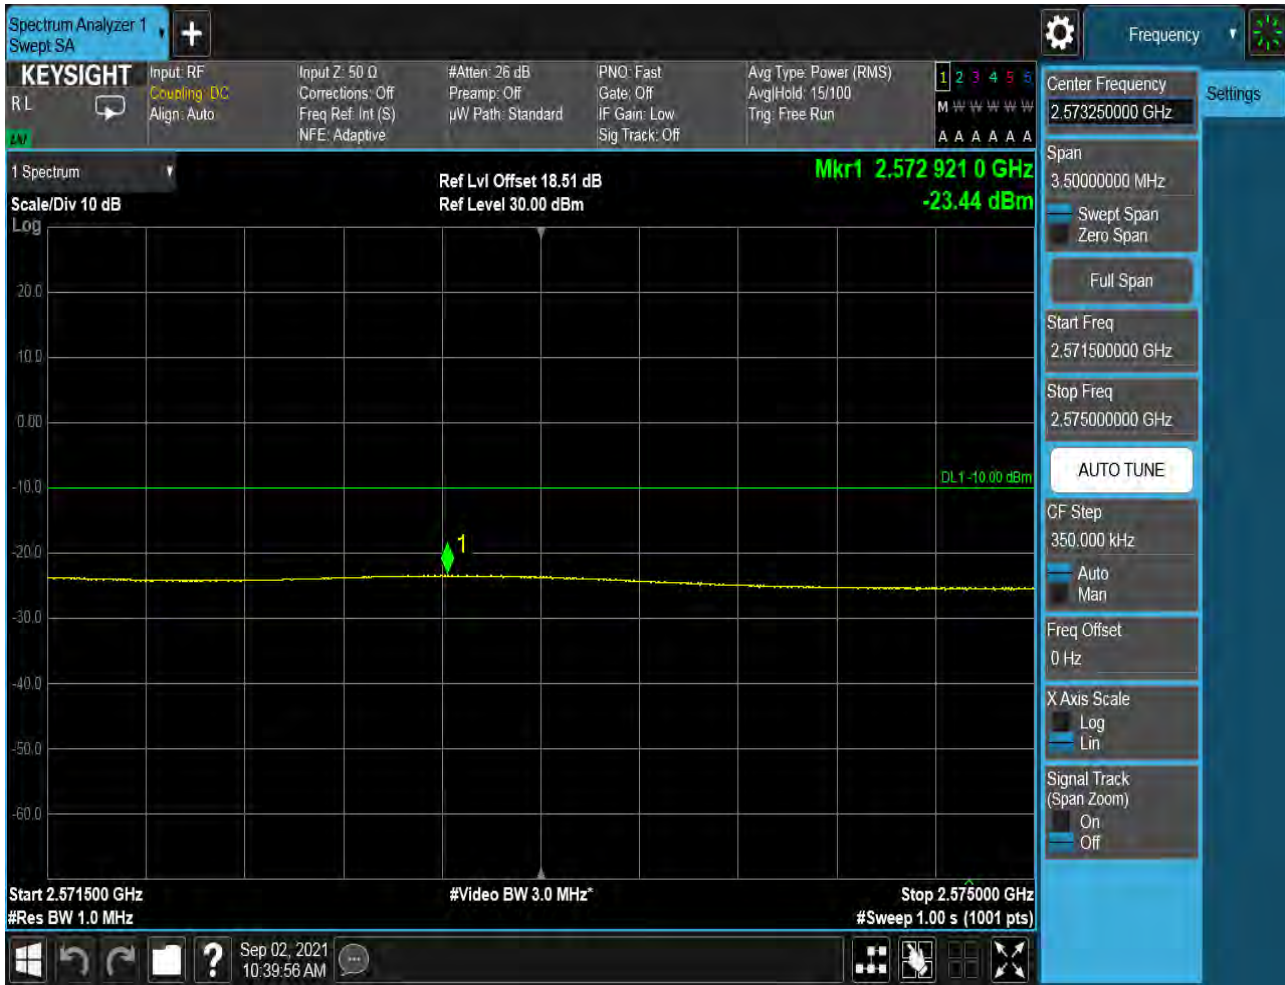 Spectrum Analyzer 1
Swept SA
+
Frequency
KEYSIGHT
R L
LNI
Input: RF
Coupling: DC
Align: Auto
Input Z: 50 Ω
Corrections: Off
Freq Ref: Int (S)
NFE: Adaptive
#Atten: 26 dB
Preamp: Off
µW Path: Standard
PNO: Fast
Gate: Off
IF Gain: Low
Sig Track: Off
Avg Type: Power (RMS)
Avg|Hold: 15/100
Trig: Free Run
1 2 3 4 5 6
M W W W W W
A A A A A A
1 Spectrum
Scale/Div 10 dB
Log
Ref Lvl Offset 18.51 dB
Ref Level 30.00 dBm
Mkr1 2.572 921 0 GHz
-23.44 dBm
20.0
10.0
0.00
-10.0
-20.0
-30.0
-40.0
-50.0
-60.0
DL1 -10.00 dBm
1
Start 2.571500 GHz
#Res BW 1.0 MHz
#Video BW 3.0 MHz*
Stop 2.575000 GHz
#Sweep 1.00 s (1001 pts)
Center Frequency
2.573250000 GHz
Settings
Span
3.50000000 MHz
Swept Span
Zero Span
Full Span
Start Freq
2.571500000 GHz
Stop Freq
2.575000000 GHz
AUTO TUNE
CF Step
350.000 kHz
Auto
Man
Freq Offset
0 Hz
X Axis Scale
Log
Lin
Signal Track
(Span Zoom)
On
Off
?
Sep 02, 2021
10:39:56 AM